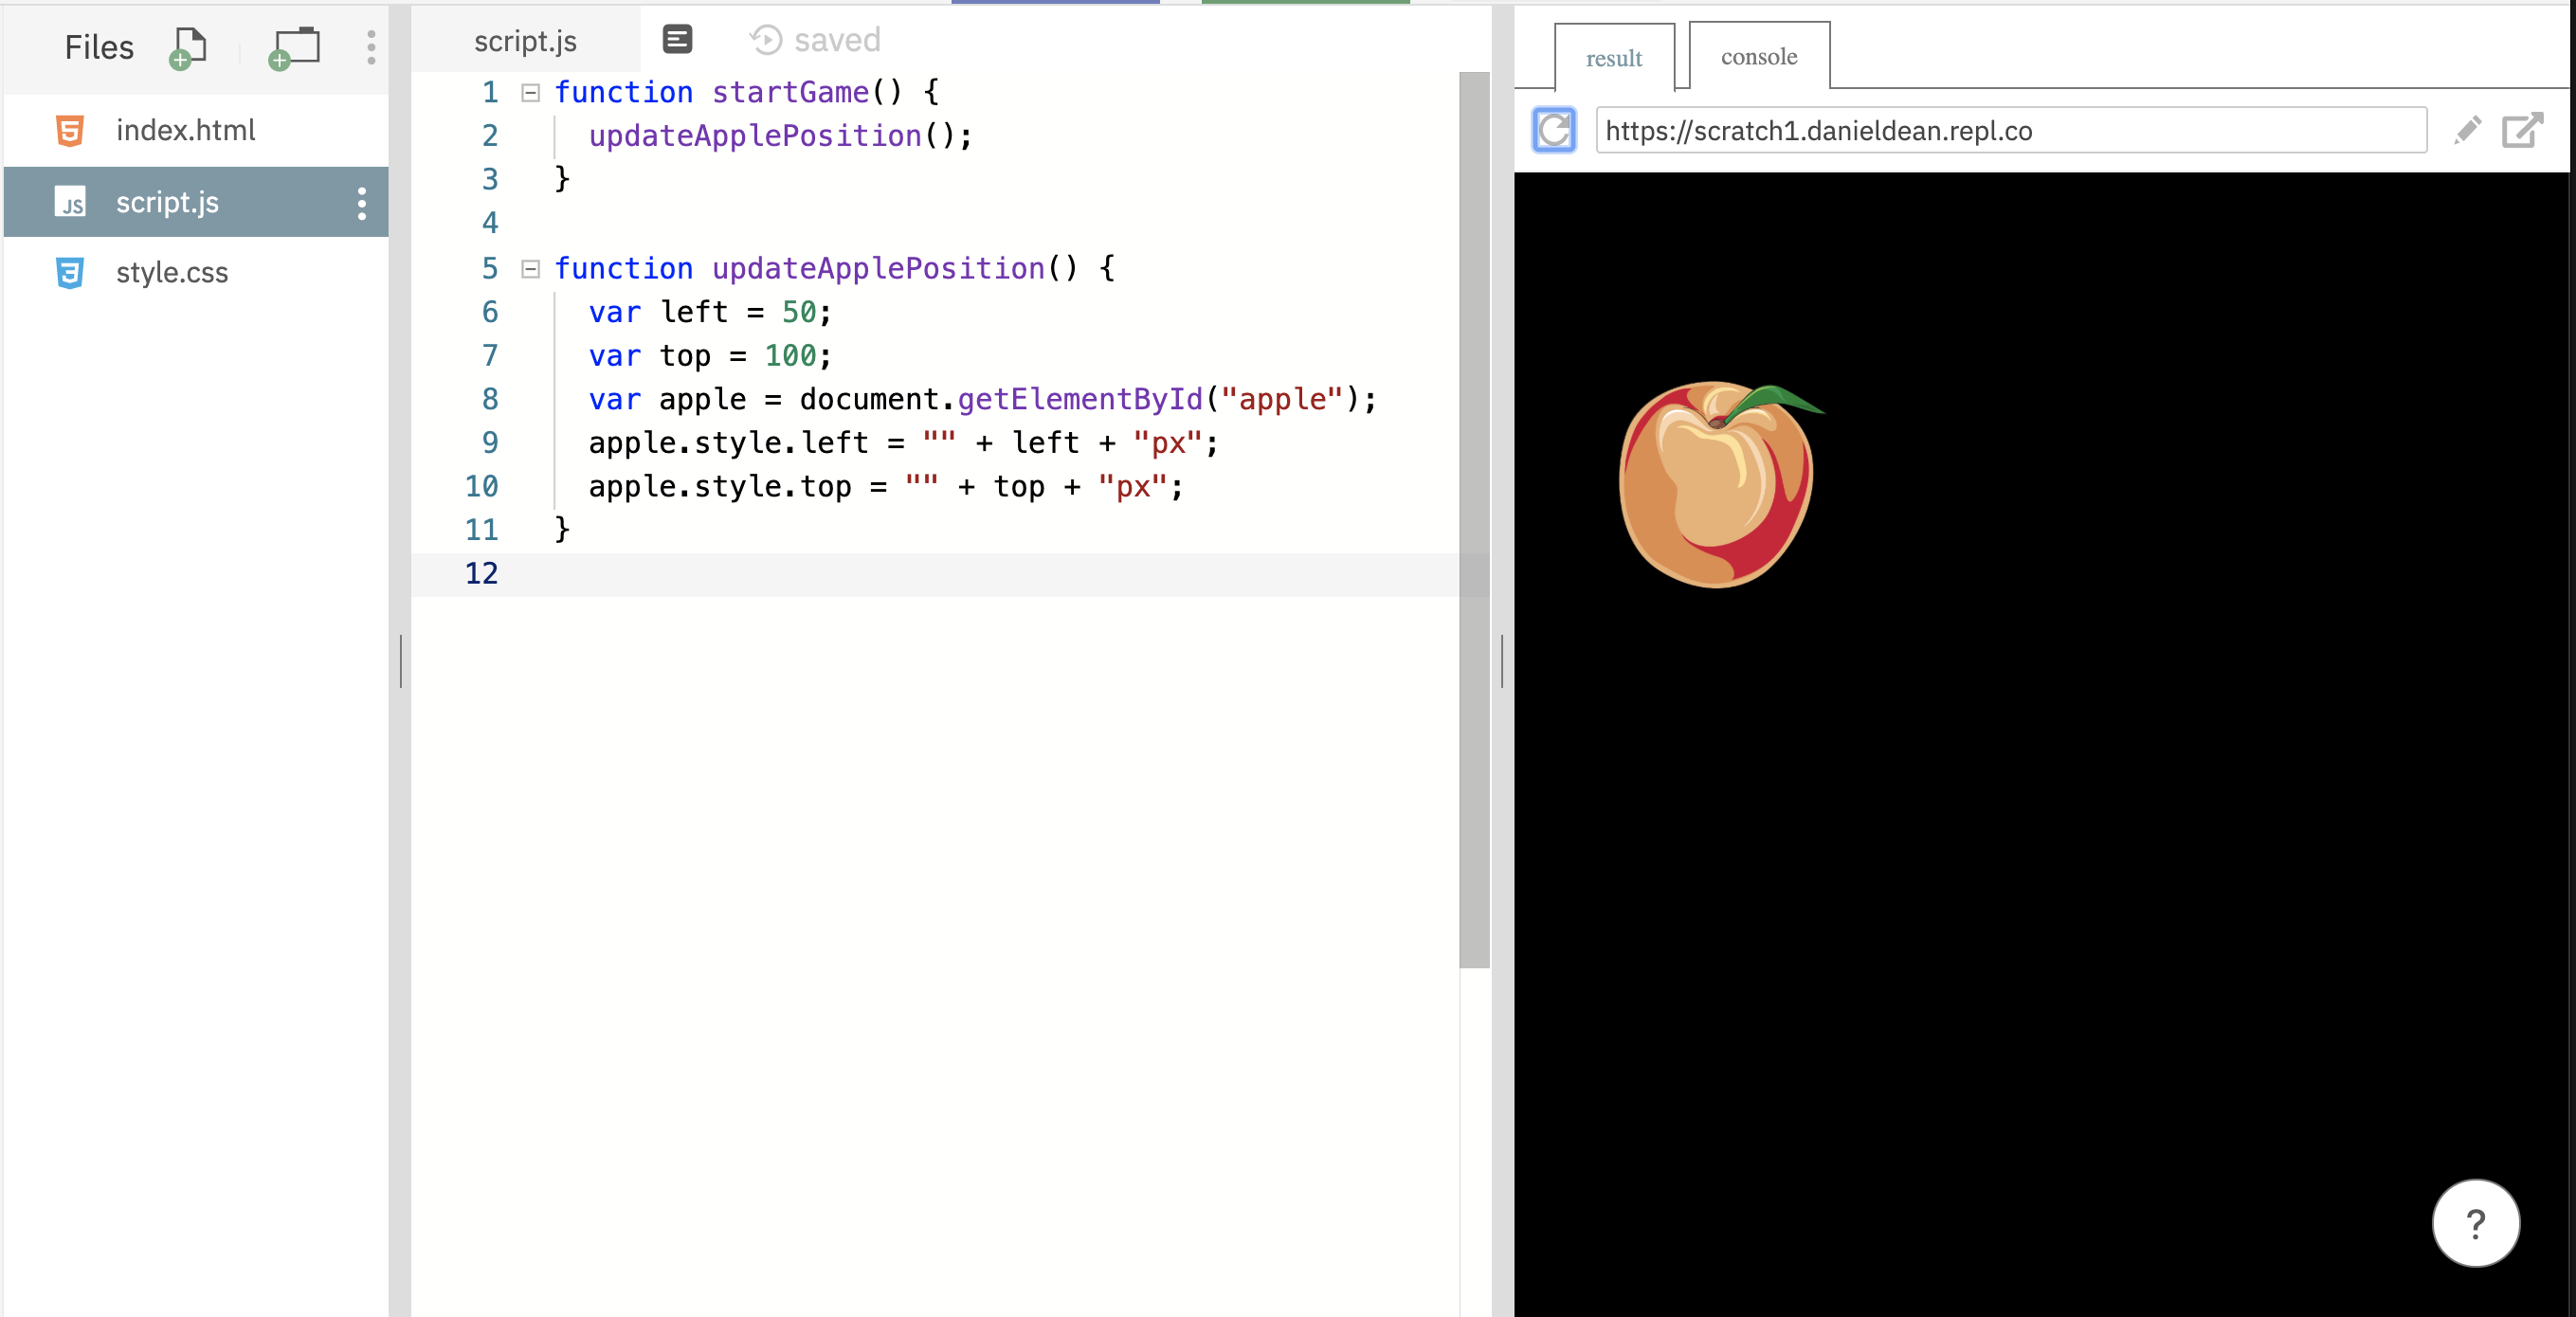 Files
index.html
script.js
style.css
script.js
saved
1 function startGame() {
2 updateApplePosition();
3 }
4
5 function updateApplePosition() {
6 var left = 50;
7 var top = 100;
8 var apple = document.getElementById("apple");
9 apple.style.left = "" + left + "px";
10 apple.style.top = "" + top + "px";
11 }
12
result
console
https://scratch1.danieldean.repl.co
?